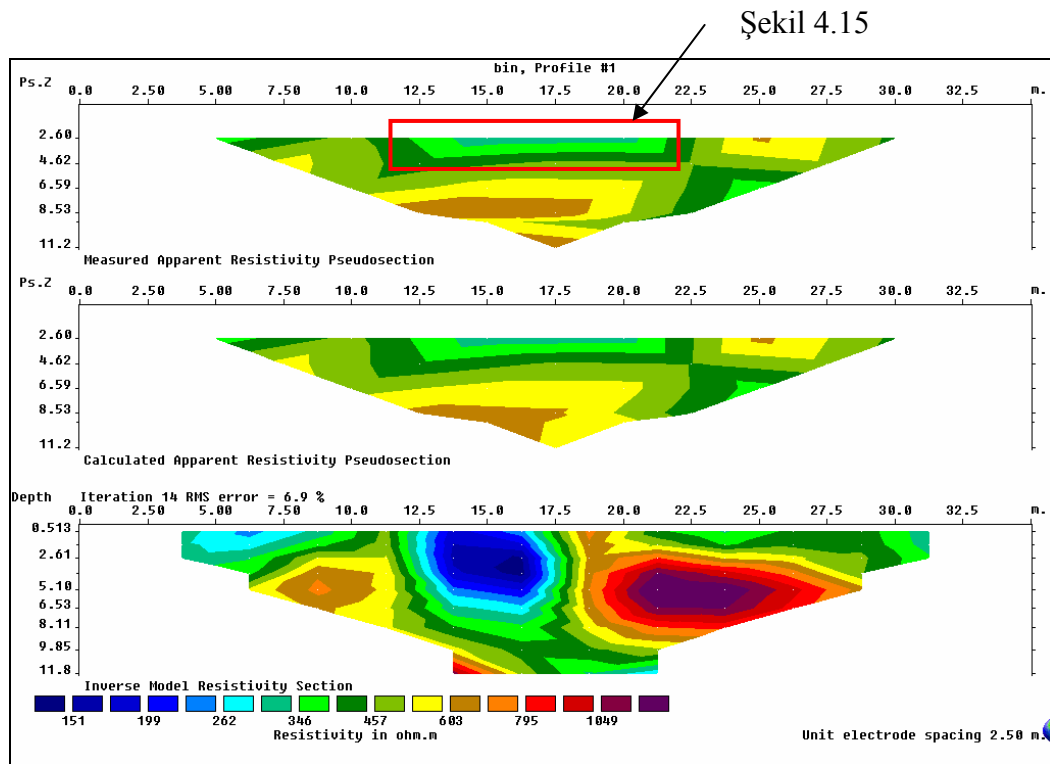 Şekil 4.15
bin, Profile #1
Ps.Z 0.0 2.50 5.00 7.50 10.0 12.5 15.0 17.5 20.0 22.5 25.0 27.5 30.0 32.5 m.
2.60
4.62
6.59
8.53
11.2
Measured Apparent Resistivity Pseudosection
Ps.Z 0.0 2.50 5.00 7.50 10.0 12.5 15.0 17.5 20.0 22.5 25.0 27.5 30.0 32.5 m.
2.60
4.62
6.59
8.53
11.2
Calculated Apparent Resistivity Pseudosection
Depth Iteration 14 RMS error = 6.9 %
0.0 2.50 5.00 7.50 10.0 12.5 15.0 17.5 20.0 22.5 25.0 27.5 30.0 32.5 m.
0.513
2.61
5.10
6.53
8.11
9.85
11.8
Inverse Model Resistivity Section
151 199 262 346 457 603 795 1049
Resistivity in ohm.m
Unit electrode spacing 2.50 m.